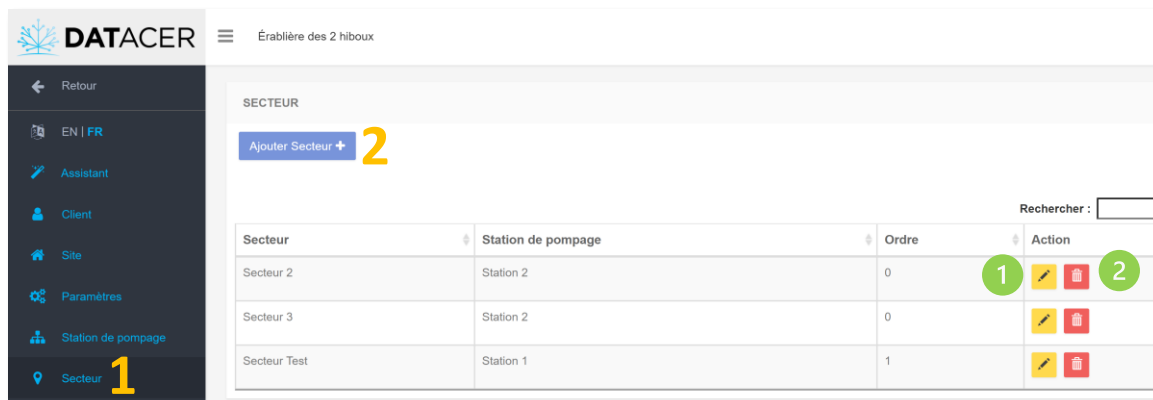 DATACER
Érablière des 2 hiboux
Retour
EN | FR
Assistant
Client
Site
Paramètres
Station de pompage
Secteur 1
SECTEUR
Ajouter Secteur + 2
Rechercher :
Secteur Station de pompage Ordre Action
Secteur 2 Station 2 0 1 2
Secteur 3 Station 2 0
Secteur Test Station 1 1